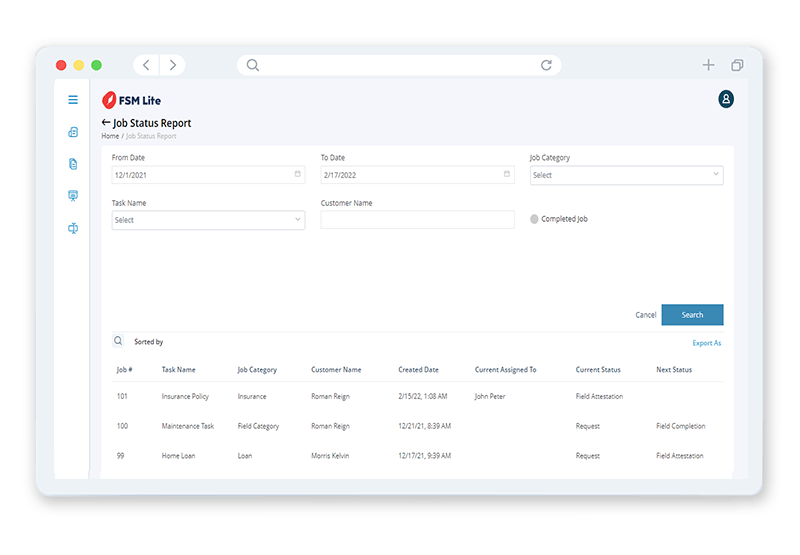 FSM Lite
Job Status Report
Home / Job Status Report
From Date To Date Job Category
12/1/2021 2/17/2022 Select
Task Name Customer Name
Select Completed Job
Cancel Search
Sorted by Export As
Job # Task Name Job Category Customer Name Created Date Current Assigned To Current Status Next Status
101 Insurance Policy Insurance Roman Reign 2/15/22, 1:08 AM John Peter Field Attestation
100 Maintenance Task Field Category Roman Reign 12/21/21, 8:39 AM Request Field Completion
99 Home Loan Loan Morris Kelvin 12/17/21, 9:39 AM Request Field Attestation